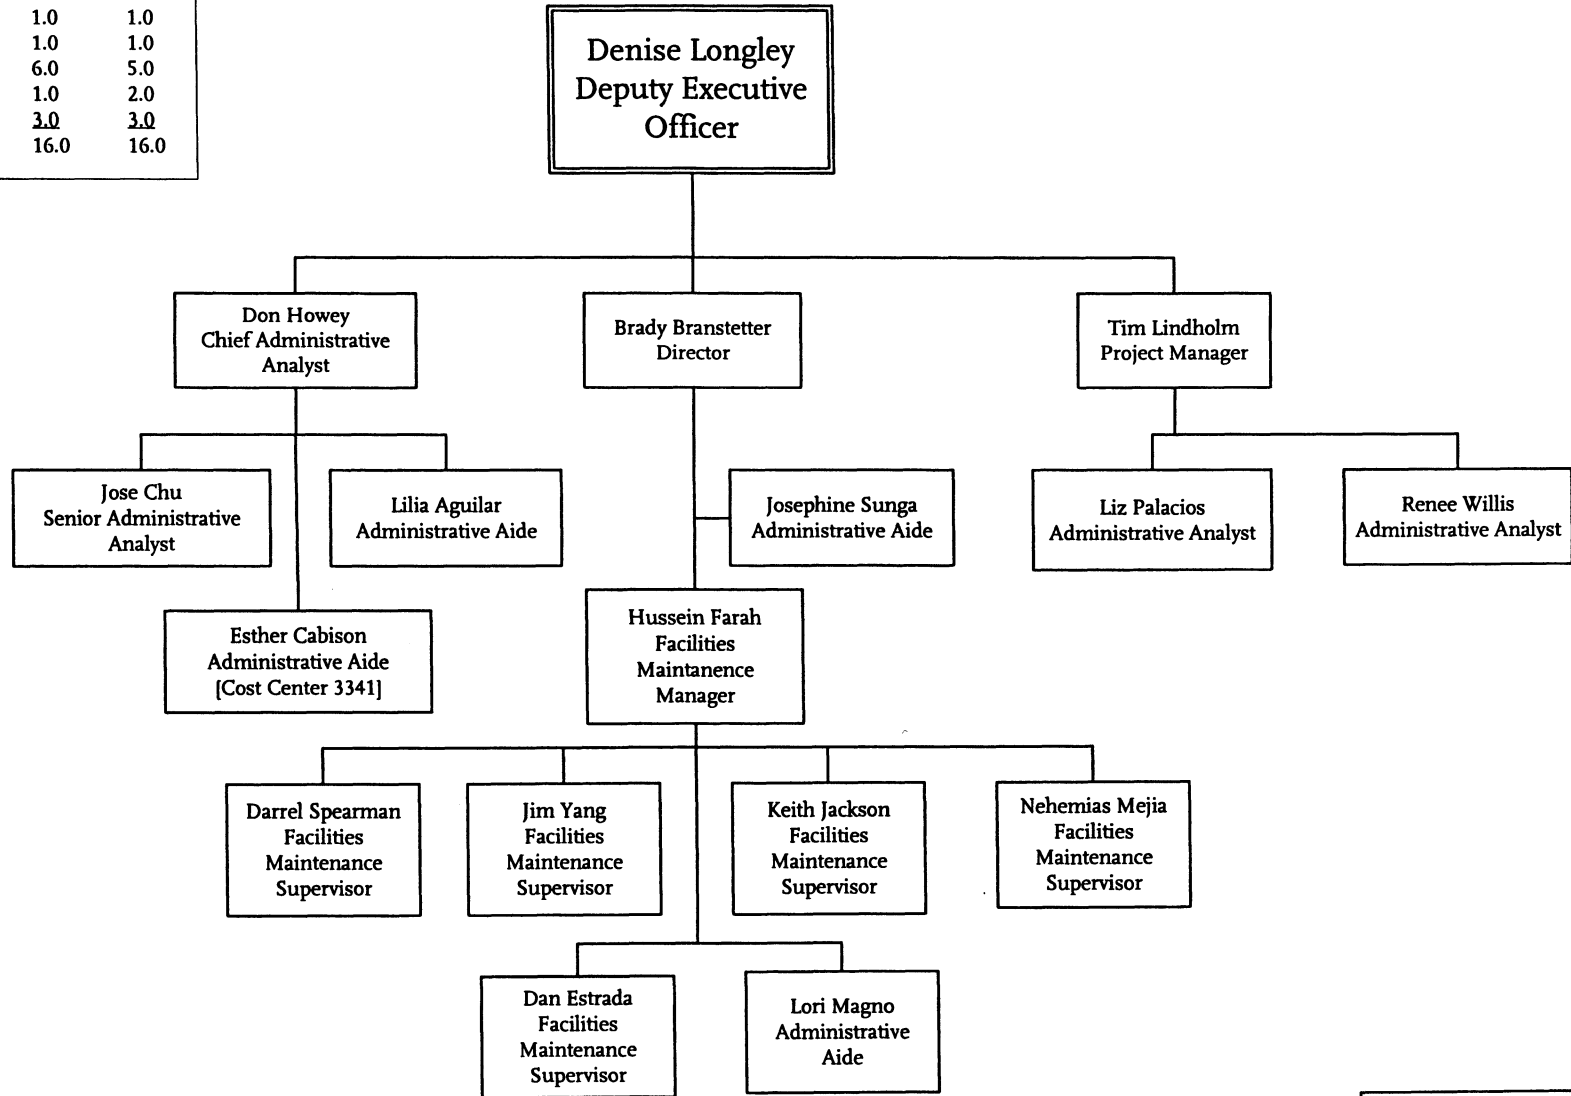 1.0 1.0
1.0 1.0
6.0 5.0
1.0 2.0
3.0 3.0
16.0 16.0
Denise Longley
Deputy Executive
Officer
Don Howey
Chief Administrative
Analyst
Brady Branstetter
Director
Tim Lindholm
Project Manager
Jose Chu
Senior Administrative
Analyst
Lilia Aguilar
Administrative Aide
Josephine Sunga
Administrative Aide
Liz Palacios
Administrative Analyst
Renee Willis
Administrative Analyst
Esther Cabison
Administrative Aide
[Cost Center 3341]
Hussein Farah
Facilities
Maintanence
Manager
Darrel Spearman
Facilities
Maintenance
Supervisor
Jim Yang
Facilities
Maintenance
Supervisor
Keith Jackson
Facilities
Maintenance
Supervisor
Nehemias Mejia
Facilities
Maintenance
Supervisor
Dan Estrada
Facilities
Maintenance
Supervisor
Lori Magno
Administrative
Aide